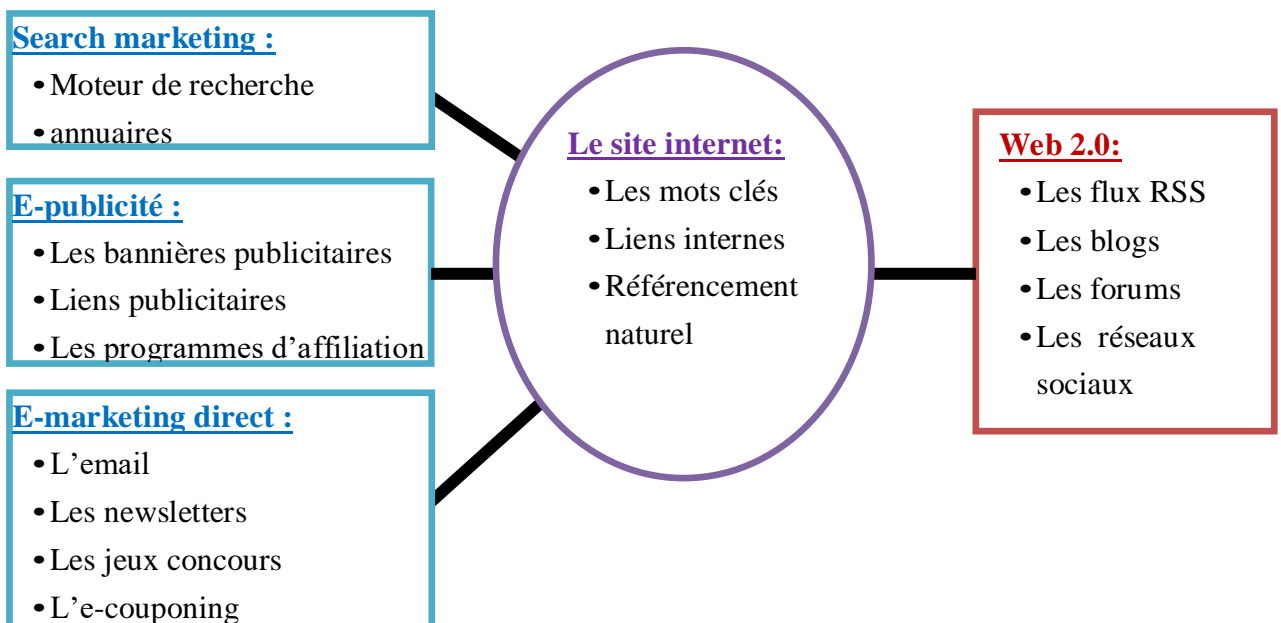 Search marketing :
•Moteur de recherche
•annuaires
E-publicité :
•Les bannières publicitaires
•Liens publicitaires
•Les programmes d’affiliation
E-marketing direct :
•L’email
•Les newsletters
•Les jeux concours
•L’e-couponing
Le site internet:
•Les mots clés
•Liens internes
•Référencement
naturel
Web 2.0:
•Les flux RSS
•Les blogs
•Les forums
•Les réseaux
sociaux